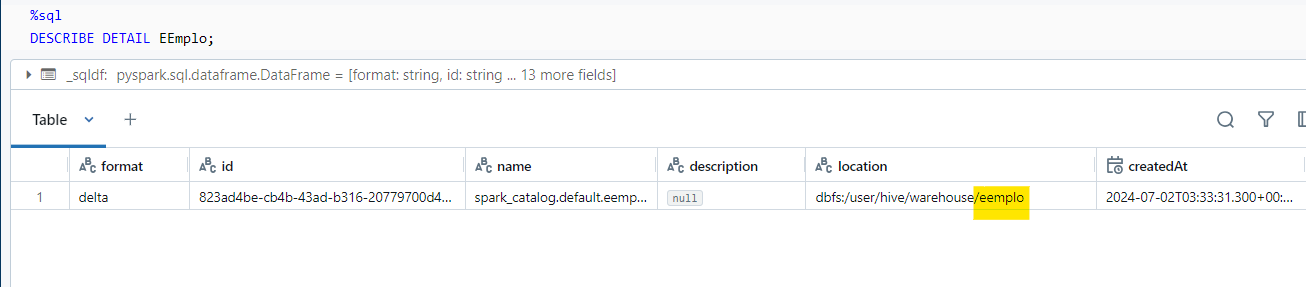 %sql
DESCRIBE DETAIL EEmplo;
_sqldf: pyspark.sql.dataframe.DataFrame = [format: string, id: string ... 13 more fields]
Table +
ABC format ABC id ABC name ABC description ABC location createdAt
1 delta 823ad4be-cb4b-43ad-b316-20779700d4... spark_catalog.default.eemp... null dbfs:/user/hive/warehouse/eemplo 2024-07-02T03:33:31.300+00:...